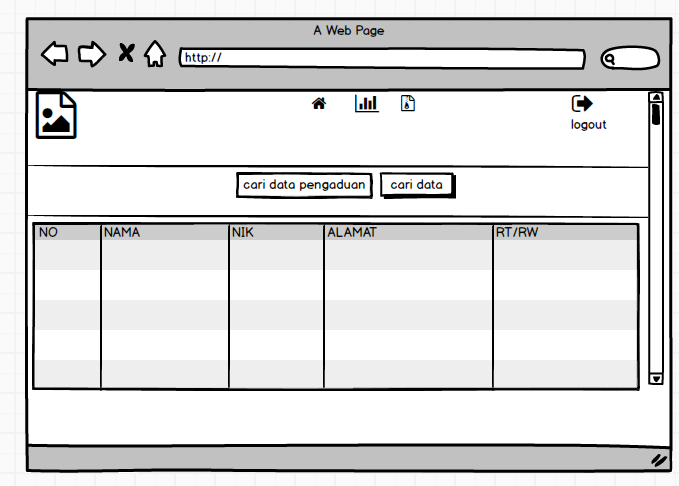 A Web Page
http://
logout
cari data pengaduan cari data
NO NAMA NIK ALAMAT RT/RW